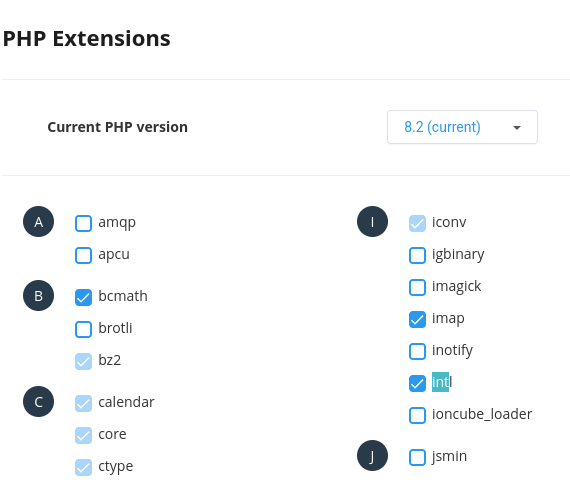 PHP Extensions
Current PHP version
8.2 (current)
A
amqp
apcu
B
bcmath
brotli
bz2
C
calendar
core
ctype
I
iconv
igbinary
imagick
imap
inotify
intl
ioncube_loader
J
jsmin